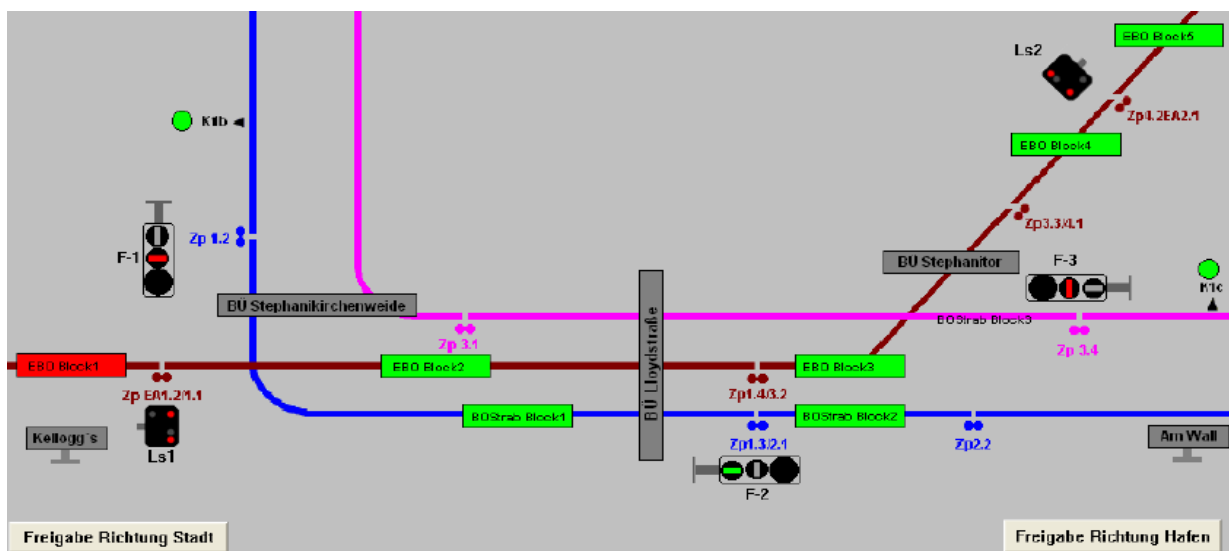 EBO Block5
Ls2
K1b
Zp4.2EA2.1
EBO Block4
Zp 1.2
Zp3.3/4.1
F-1
BÜ Stephanitor
F-3
K1c
BÜ Stephanikirchenweide
BÜ Lloydstraße
BOStrab Block3
Zp 3.1
Zp 3.4
EBO Block1
EBO Block2
EBO Block3
Zp EA1.2/1.1
Zp1.4/3.2
BOStrab Block1
BOStrab Block2
Kellogg`s
Zp1.3/2.1
Zp2.2
Am Wall
Ls1
F-2
Freigabe Richtung Stadt
Freigabe Richtung Hafen